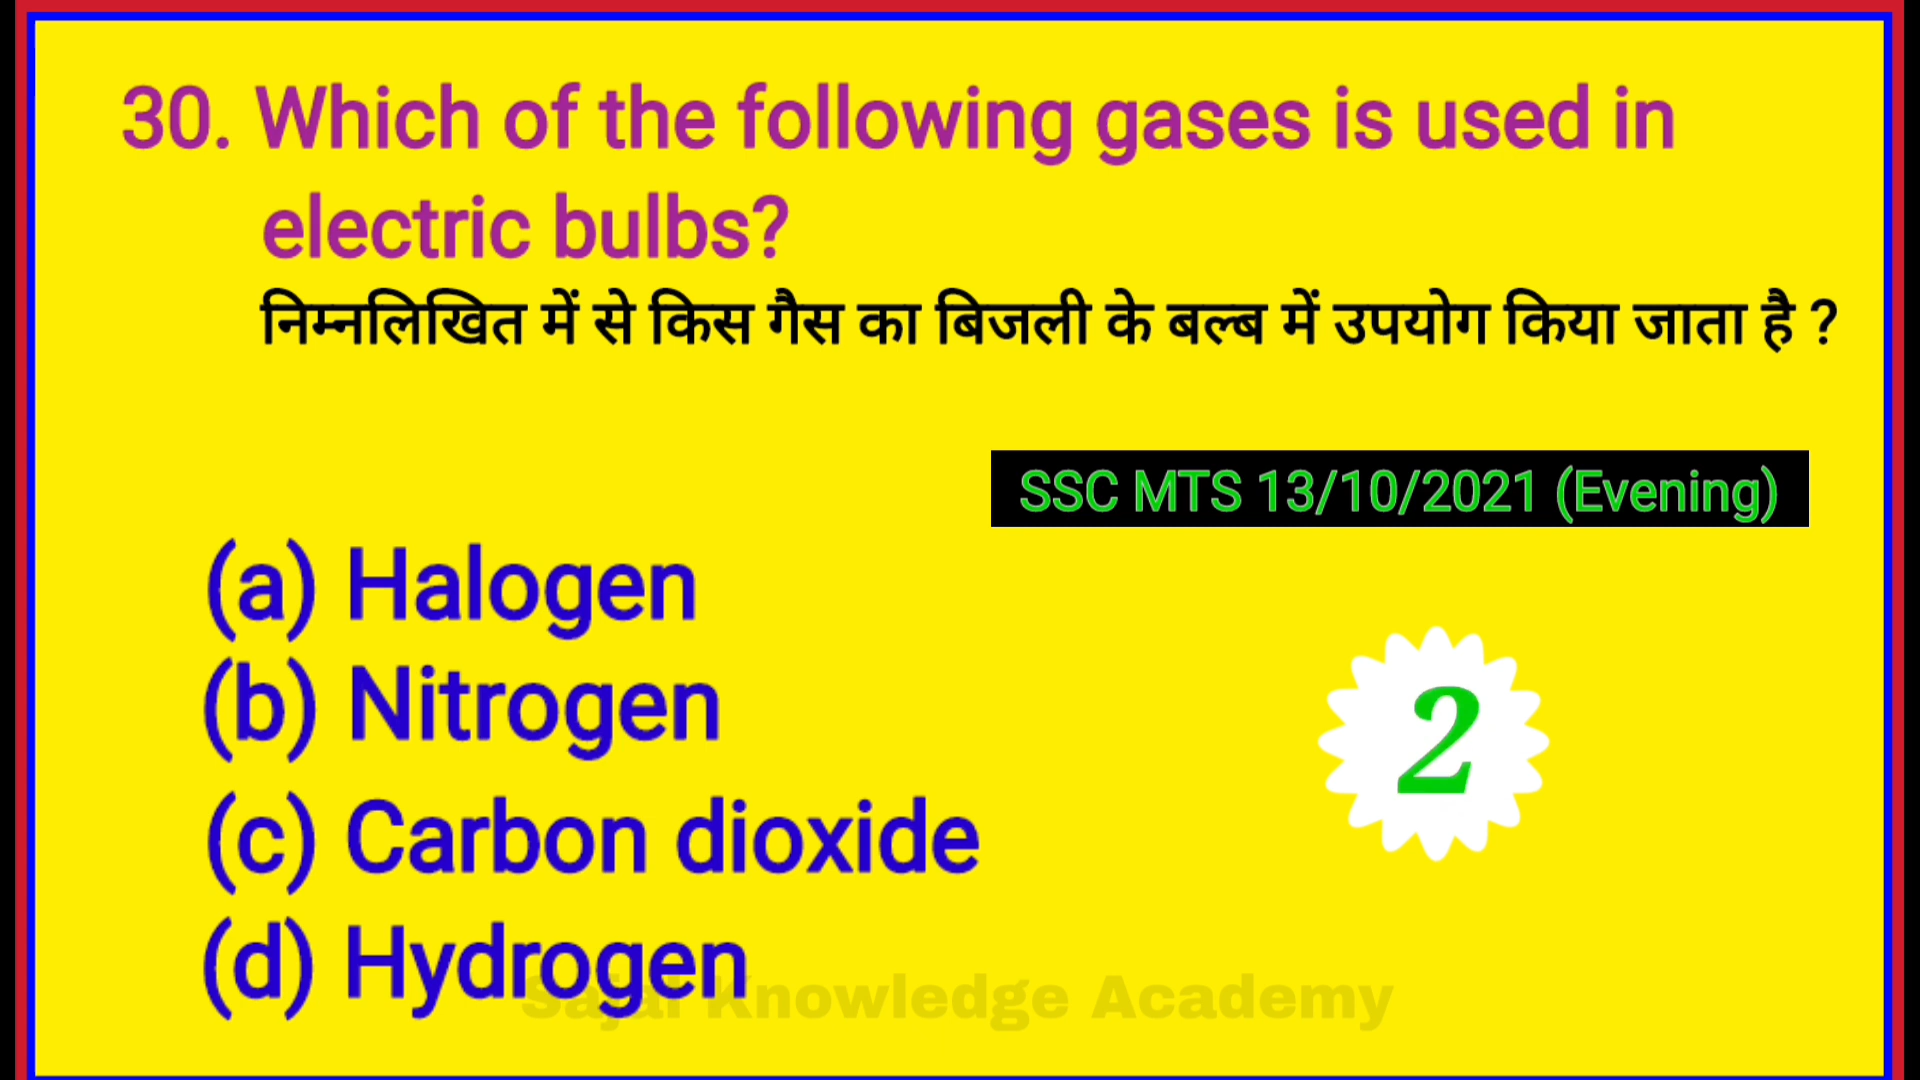 30. Which of the following gases is used in
electric bulbs?
निम्नलिखित में से किस गैस का बिजली के बल्ब में उपयोग किया जाता है ?
SSC MTS 13/10/2021 (Evening)
(a) Halogen
(b) Nitrogen
2
(c) Carbon dioxide
(d) Hydrogen
Sajal Knowledge Academy